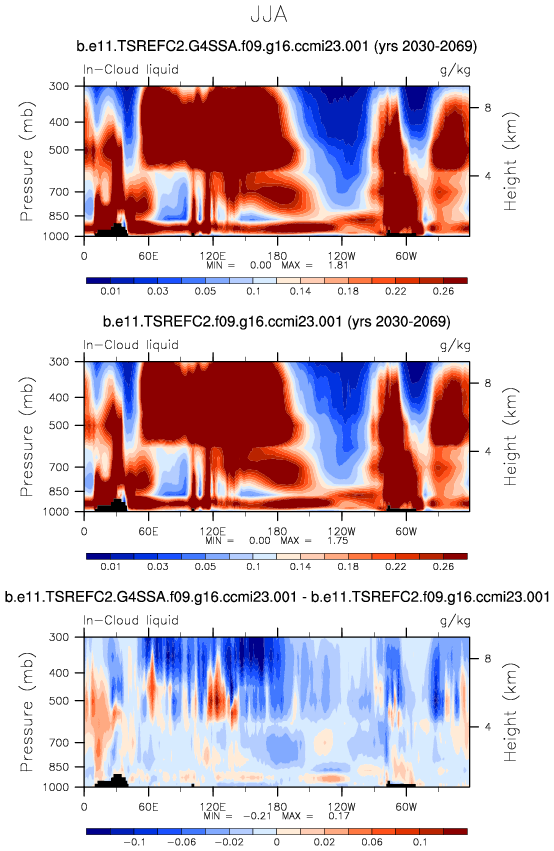 JJA
b.e11.TSREFC2.G4SSA.f09.g16.ccmi23.001 (yrs 2030-2069)
In-Cloud liquid g/kg
300
400
500
700
850
1000
Pressure (mb)
8
4
Height (km)
0 60E 120E 180 120W 60W
MIN = 0.00 MAX = 1.81
0.01 0.03 0.05 0.1 0.14 0.18 0.22 0.26
b.e11.TSREFC2.f09.g16.ccmi23.001 (yrs 2030-2069)
In-Cloud liquid g/kg
300
400
500
700
850
1000
Pressure (mb)
8
4
Height (km)
0 60E 120E 180 120W 60W
MIN = 0.00 MAX = 1.75
0.01 0.03 0.05 0.1 0.14 0.18 0.22 0.26
b.e11.TSREFC2.G4SSA.f09.g16.ccmi23.001 - b.e11.TSREFC2.f09.g16.ccmi23.001
In-Cloud liquid g/kg
300
400
500
700
850
1000
Pressure (mb)
8
4
Height (km)
0 60E 120E 180 120W 60W
MIN = -0.21 MAX = 0.17
-0.1 -0.06 -0.02 0 0.02 0.06 0.1